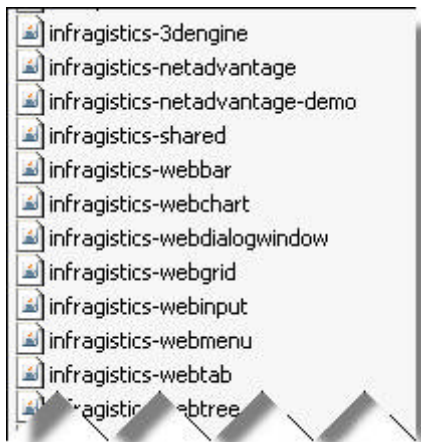 infragistics-3dengine
infragistics-netadvantage
infragistics-netadvantage-demo
infragistics-shared
infragistics-webbar
infragistics-webchart
infragistics-webdialogwindow
infragistics-webgrid
infragistics-webinput
infragistics-webmenu
infragistics-webtab